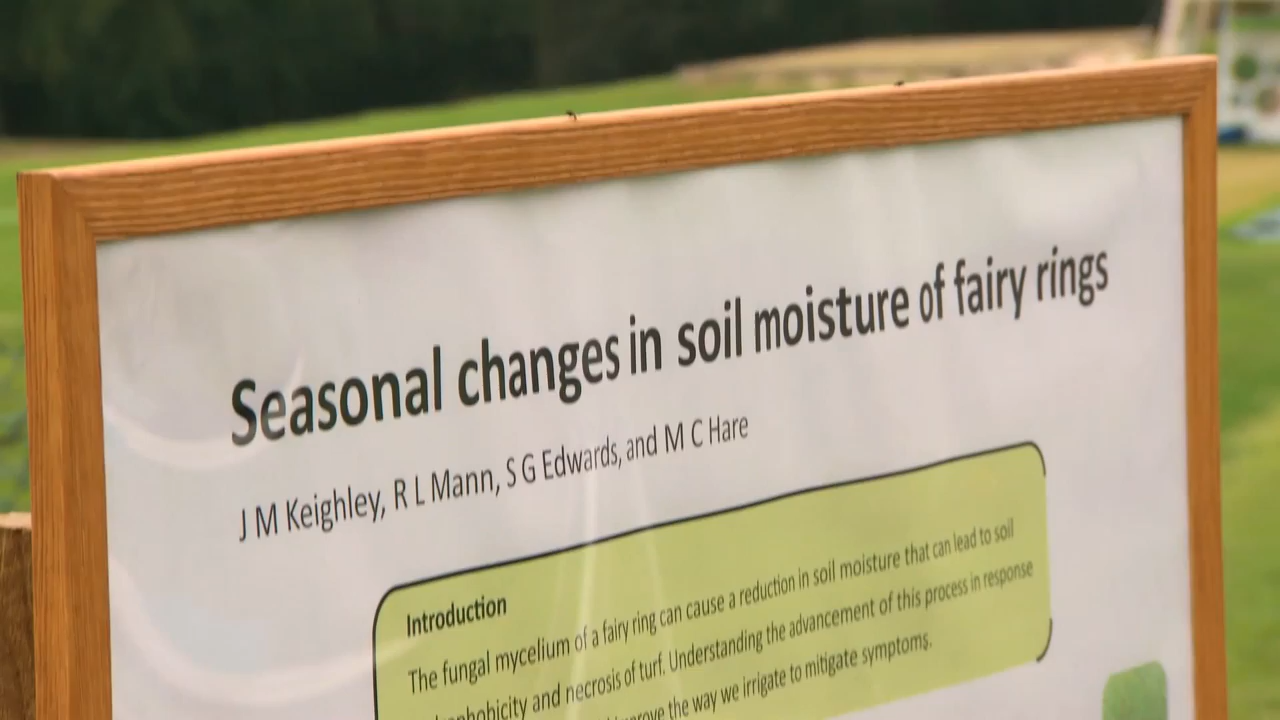 Seasonal changes in soil moisture of fairy rings
J M Keighley, R L Mann, S G Edwards, and M C Hare
Introduction
The fungal mycelium of a fairy ring can cause a reduction in soil moisture that can lead to soil
and necrosis of turf. Understanding the advancement of this process in response
the way we irrigate to mitigate symptoms.